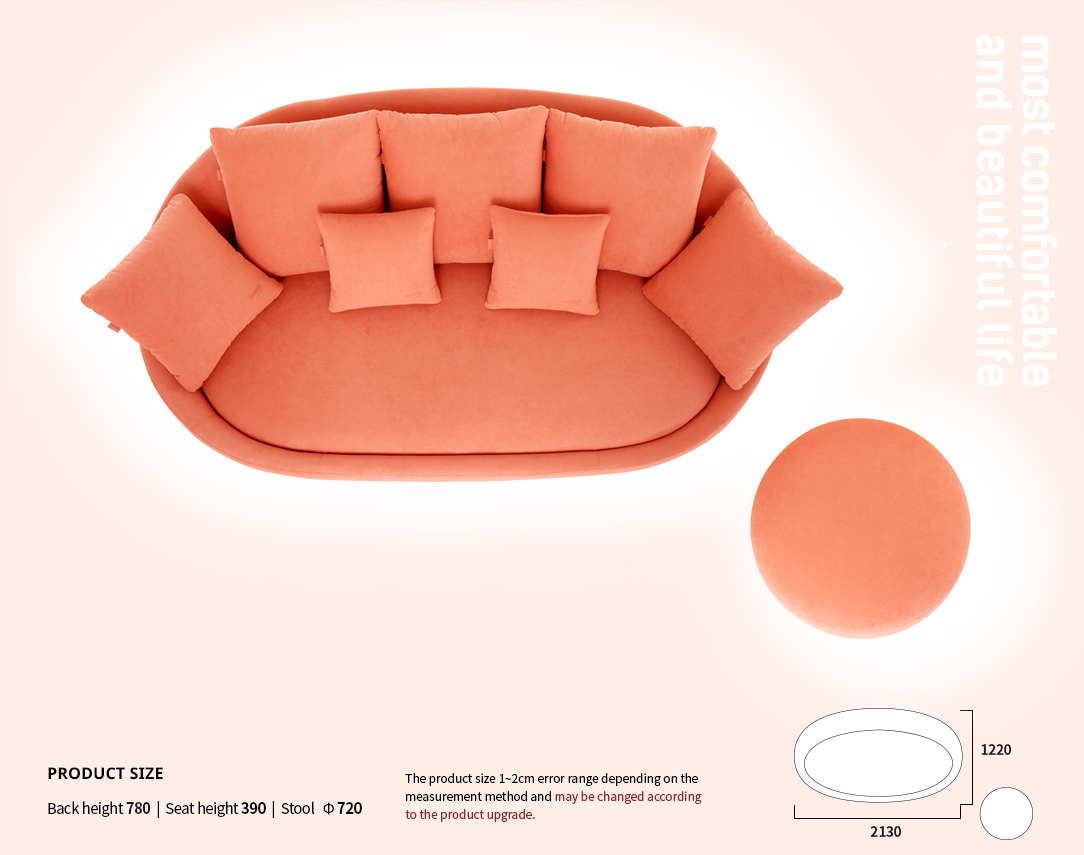 most comfortable
and beautiful life
PRODUCT SIZE
Back height 780 | Seat height 390 | Stool Φ 720
The product size 1~2cm error range depending on the
measurement method and may be changed according
to the product upgrade.
1220
2130